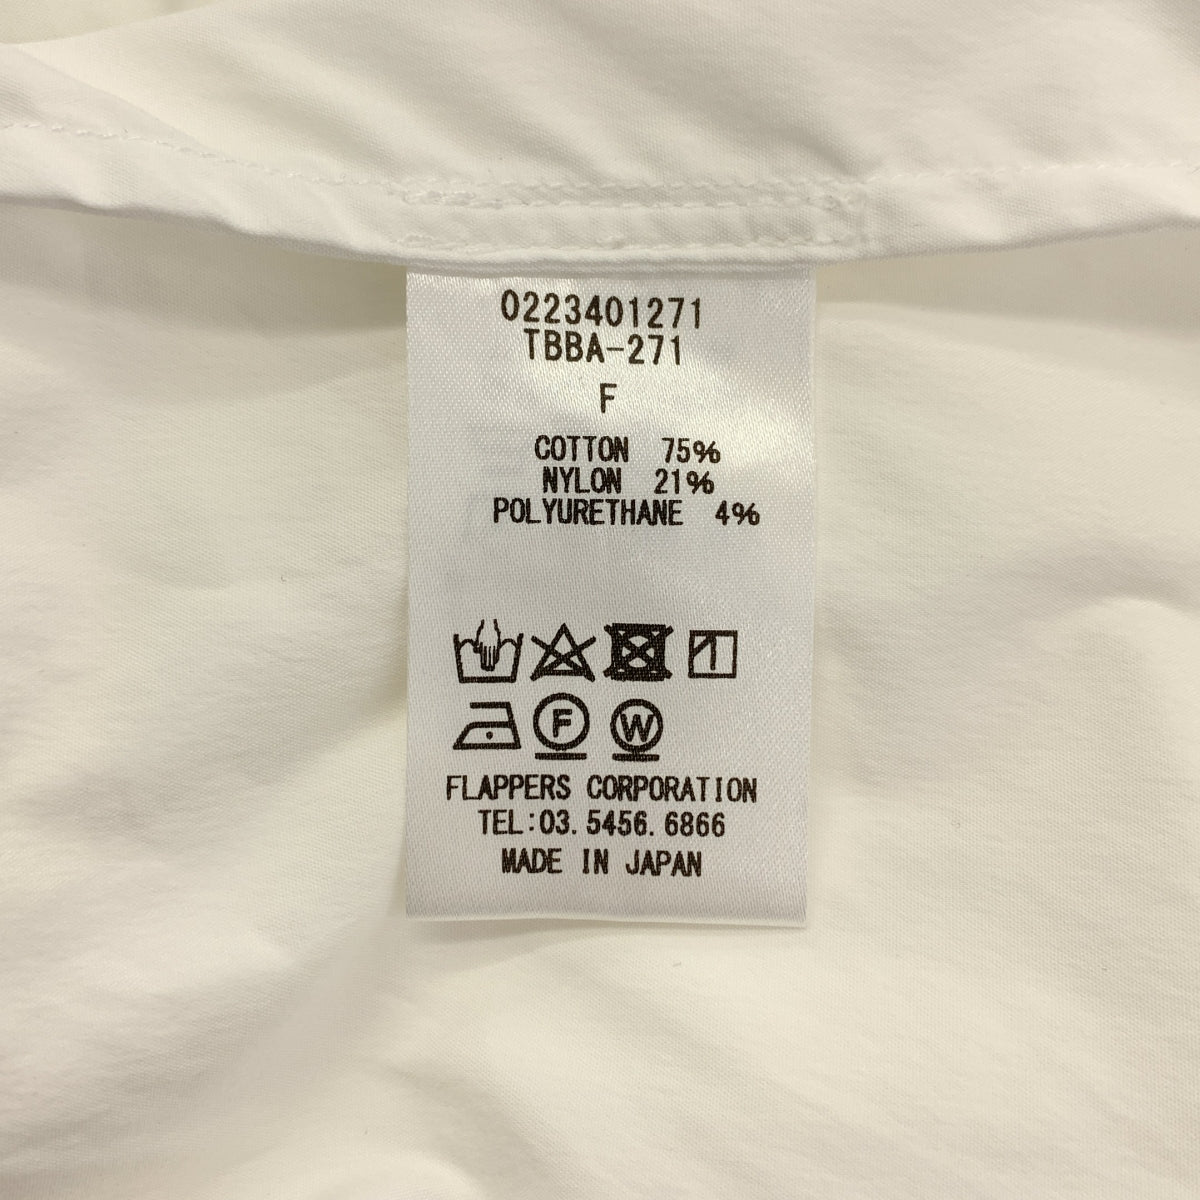 0223401271
TBBA-271
F
COTTON 75%
NYLON 21%
POLYURETHANE 4%
F W
FLAPPERS CORPORATION
TEL:03.5456.6866
MADE IN JAPAN